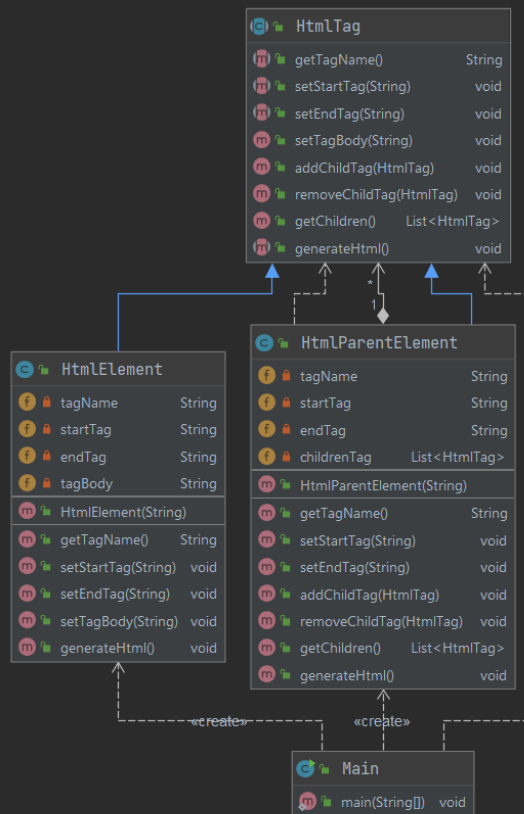 HtmlTag
getTagName() String
setStartTag(String) void
setEndTag(String) void
setTagBody(String) void
addChildTag(HtmlTag) void
removeChildTag(HtmlTag) void
getChildren() List<HtmlTag>
generateHtml() void
*
1
HtmlElement
tagName String
startTag String
endTag String
tagBody String
HtmlElement(String)
getTagName() String
setStartTag(String) void
setEndTag(String) void
setTagBody(String) void
generateHtml() void
HtmlParentElement
tagName String
startTag String
endTag String
childrenTag List<HtmlTag>
HtmlParentElement(String)
getTagName() String
setStartTag(String) void
setEndTag(String) void
addChildTag(HtmlTag) void
removeChildTag(HtmlTag) void
getChildren() List<HtmlTag>
generateHtml() void
«create» «create»
Main
main(String[]) void